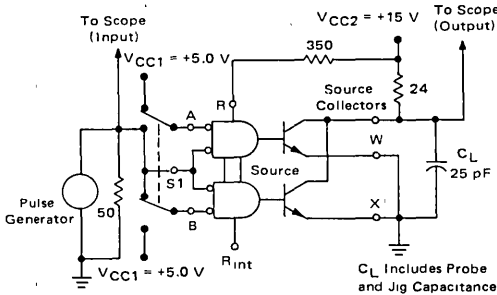 To Scope
(Input)
To Scope
(Output)
VCC2 = +15 V
VCC1 = +5.0 V
350
R
24
Source
Collectors
A
W
S1
Source
CL
25 pF
Pulse
Generator
50
B
X
Rint
VCC1 = +5.0 V
CL Includes Probe
and Jig Capacitance